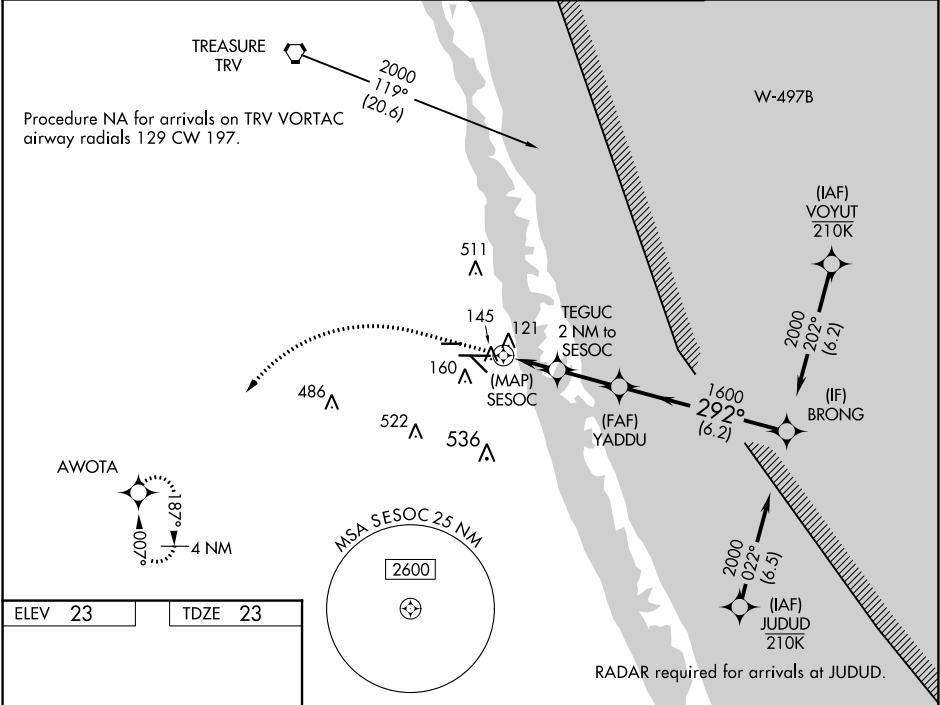 TREASURE
TRV
2000
119°
(20.6)
W-497B
Procedure NA for arrivals on TRV VORTAC
airway radials 129 CW 197.
(IAF)
VOYUT
210K
2000
202°
(6.2)
511
145
121
TEGUC
2 NM to
SESOC
160
(MAP)
SESOC
(FAF)
YADDU
1600
292°
(6.2)
(IF)
BRONG
486
522
536
AWOTA
187°
007°
4 NM
MSA SESOC 25 NM
2600
2000
022°
(6.5)
(IAF)
JUDUD
210K
RADAR required for arrivals at JUDUD.
ELEV 23
TDZE 23